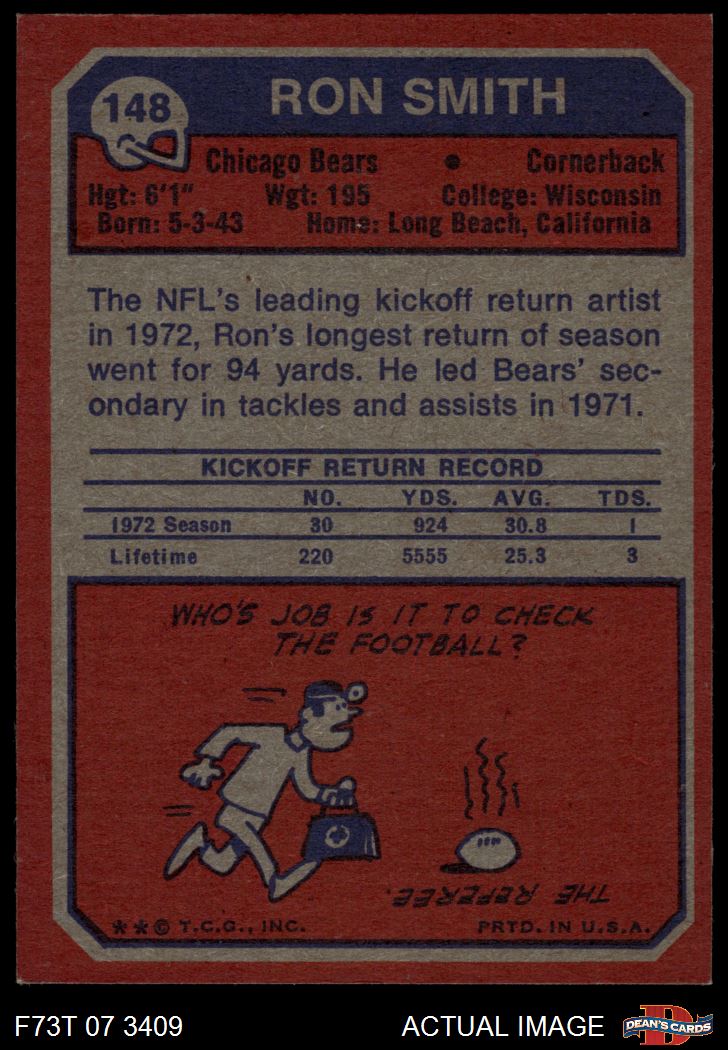 148
RON SMITH
Chicago Bears • Cornerback
Hgt: 6'1" Wgt: 195 College: Wisconsin
Born: 5-3-43 Home: Long Beach, California
The NFL's leading kickoff return artist
in 1972, Ron's longest return of season
went for 94 yards. He led Bears' sec-
ondary in tackles and assists in 1971.
KICKOFF RETURN RECORD
NO. YDS. AVG. TDS.
1972 Season 30 924 30.8 1
Lifetime 220 5555 25.3 3
WHO'S JOB IS IT TO CHECK
THE FOOTBALL?
THE REFEREE.
**© T.C.G., INC. PRTD. IN U.S.A.
F73T 07 3409 ACTUAL IMAGE
D
DEAN'S CARDS